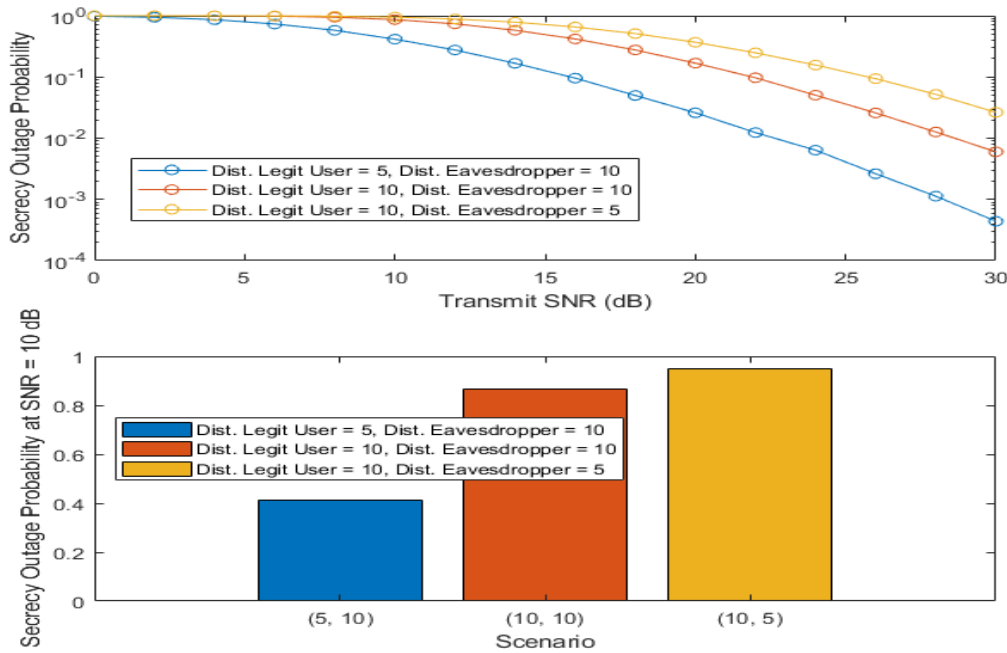 Secrecy Outage Probability
10^0
10^-1
10^-2
10^-3
10^-4
Dist. Legit User = 5, Dist. Eavesdropper = 10
Dist. Legit User = 10, Dist. Eavesdropper = 10
Dist. Legit User = 10, Dist. Eavesdropper = 5
0 5 10 15 20 25 30
Transmit SNR (dB)
Secrecy Outage Probability at SNR = 10 dB
1
0.8
0.6
0.4
0.2
0
Dist. Legit User = 5, Dist. Eavesdropper = 10
Dist. Legit User = 10, Dist. Eavesdropper = 10
Dist. Legit User = 10, Dist. Eavesdropper = 5
(5, 10) (10, 10) (10, 5)
Scenario